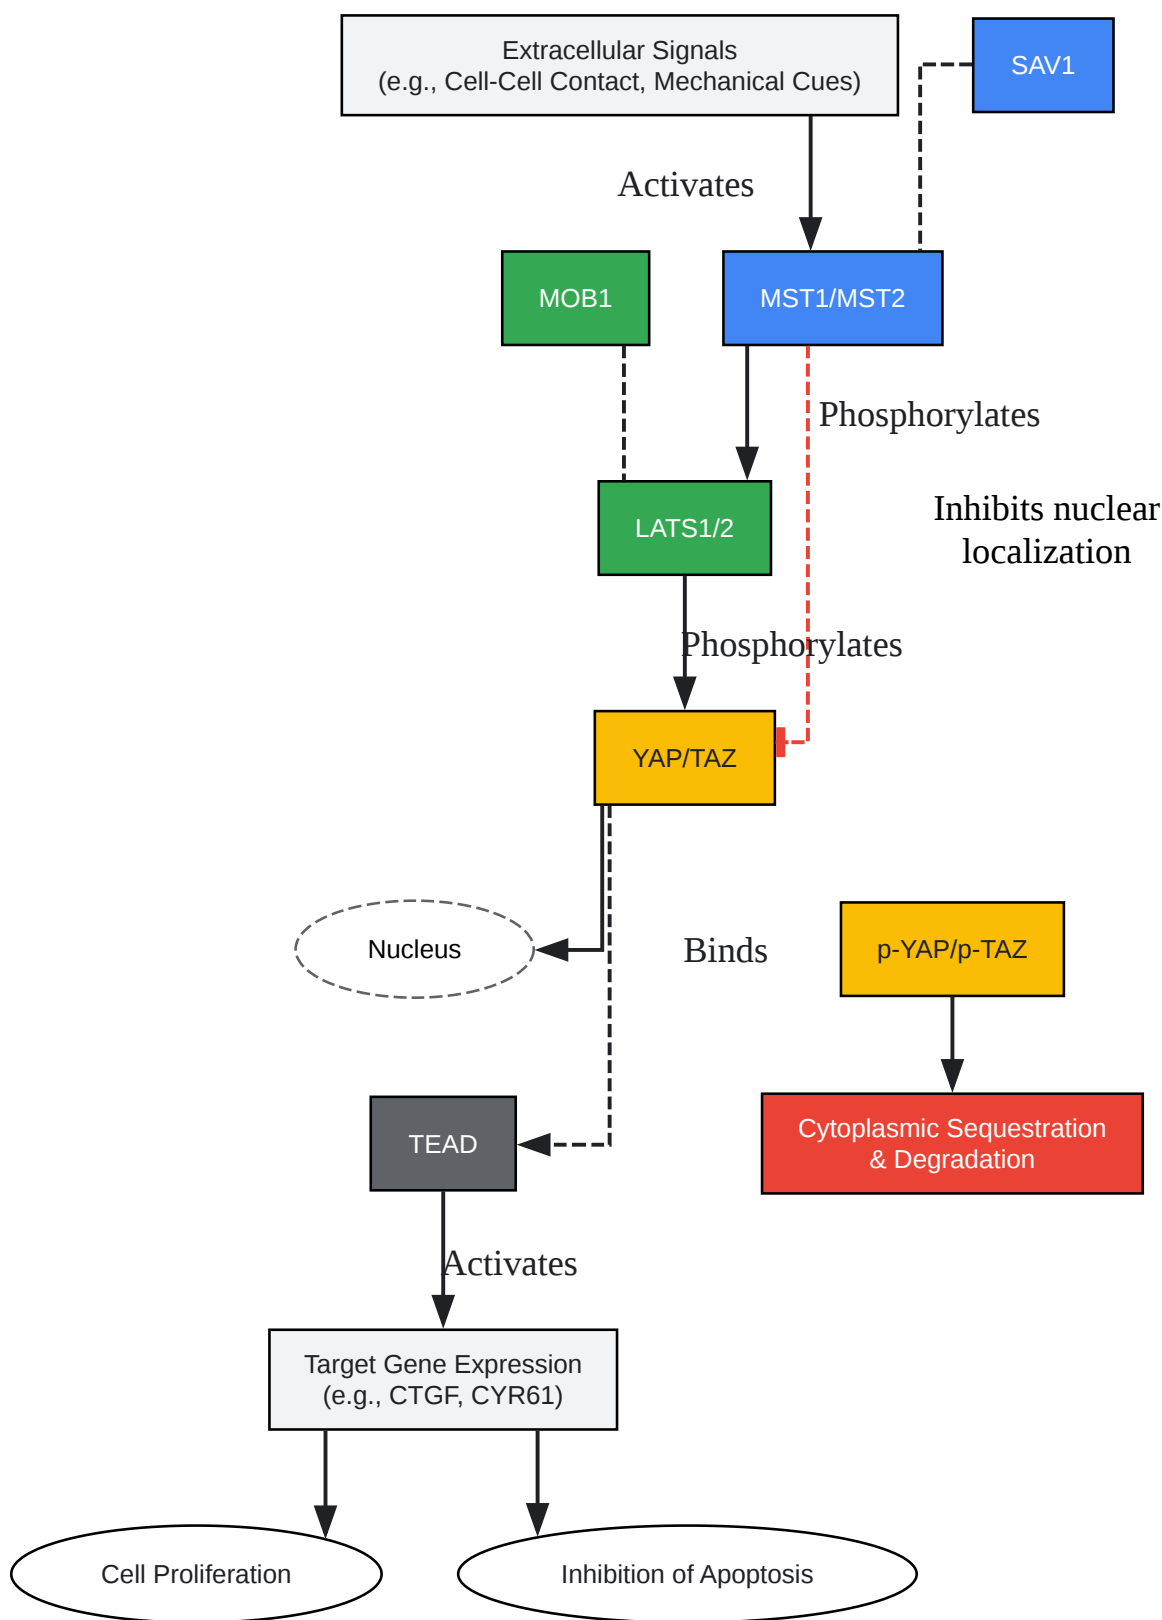 Extracellular Signals
(e.g., Cell-Cell Contact, Mechanical Cues)
SAV1
Activates
MOB1
MST1/MST2
Phosphorylates
Inhibits nuclear
localization
LATS1/2
Phosphorylates
YAP/TAZ
Nucleus
Binds
p-YAP/p-TAZ
TEAD
Cytoplasmic Sequestration
& Degradation
Activates
Target Gene Expression
(e.g., CTGF, CYR61)
Cell Proliferation
Inhibition of Apoptosis